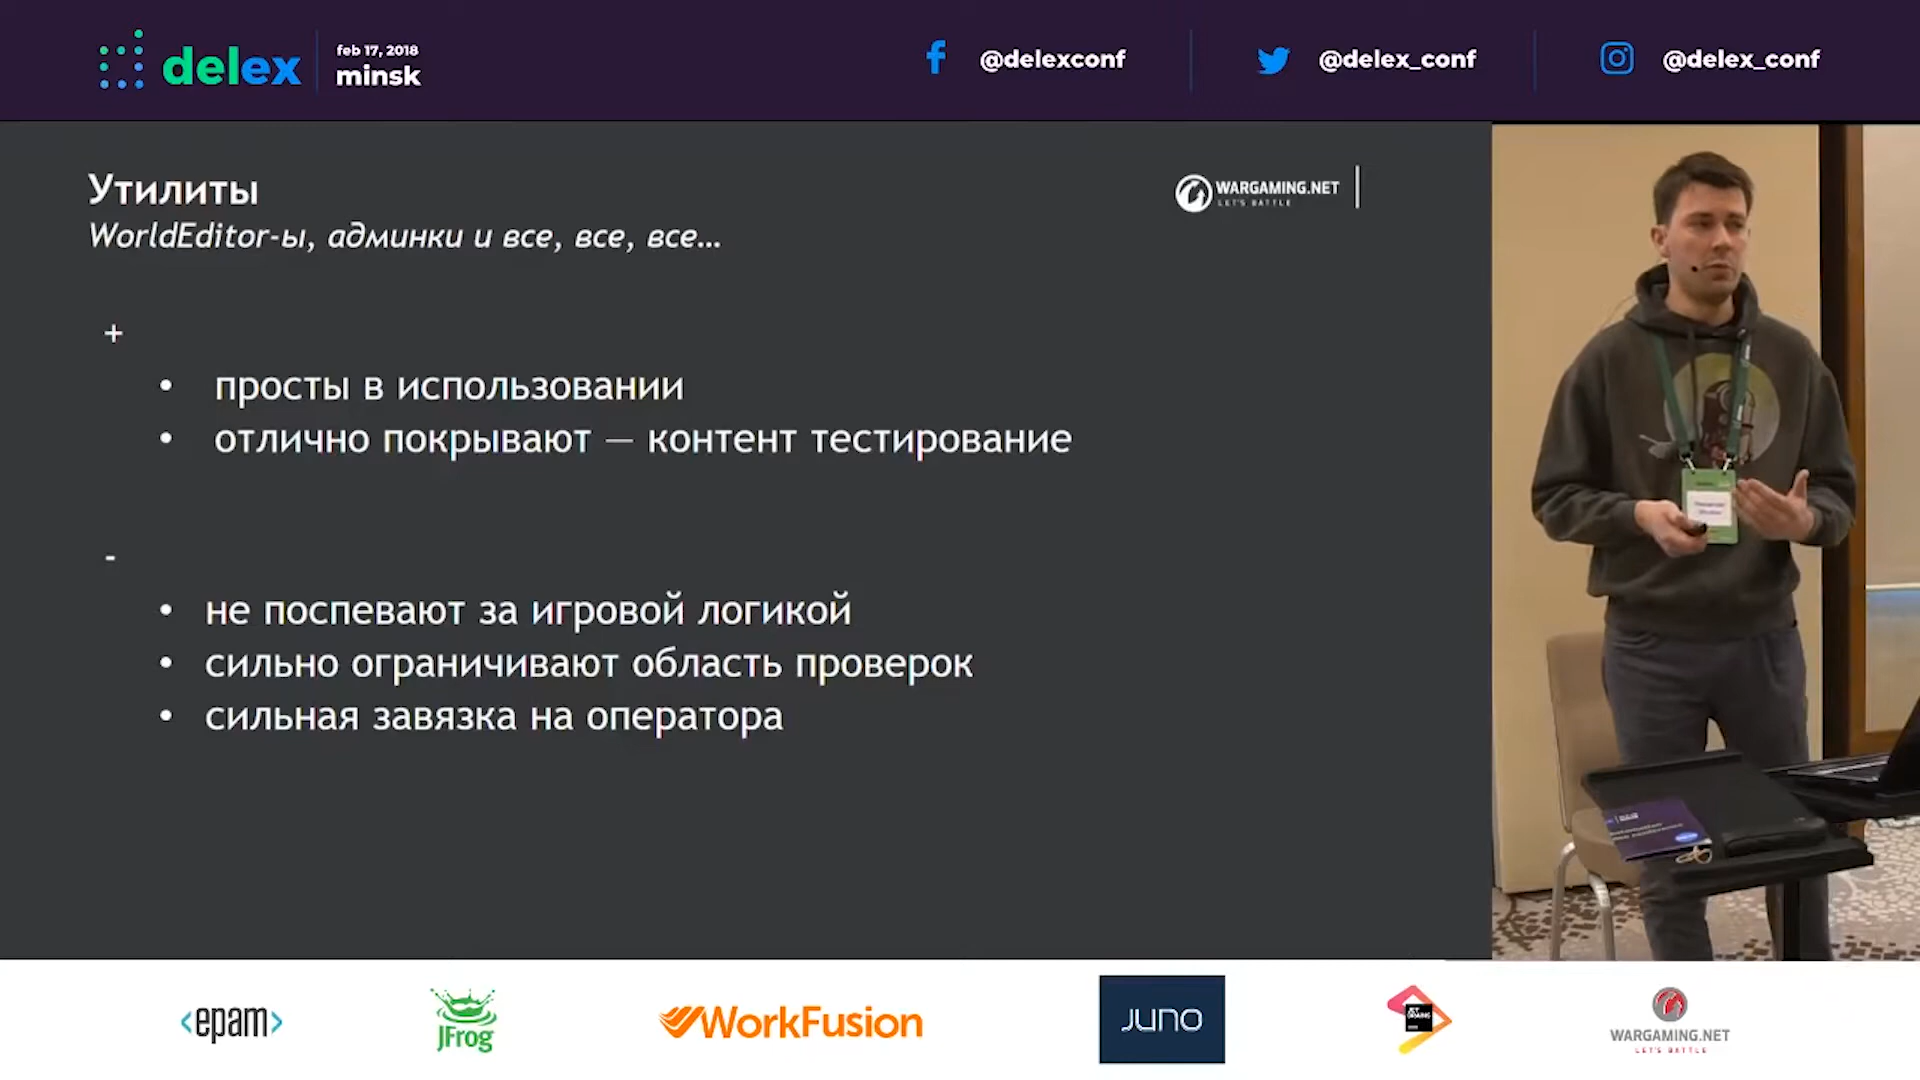 delex
feb 17, 2018
minsk
@delexconf
@delex_conf
@delex_conf
Утилиты
WorldEditor-ы, админки и все, все, все...
WARGAMING.NET
LET'S BATTLE
+
• просты в использовании
• отлично покрывают — контент тестирование
-
• не поспевают за игровой логикой
• сильно ограничивают область проверок
• сильная завязка на оператора
<epam>
JFrog
WorkFusion
JUNO
JET
BRAINS
WARGAMING.NET
LET'S BATTLE